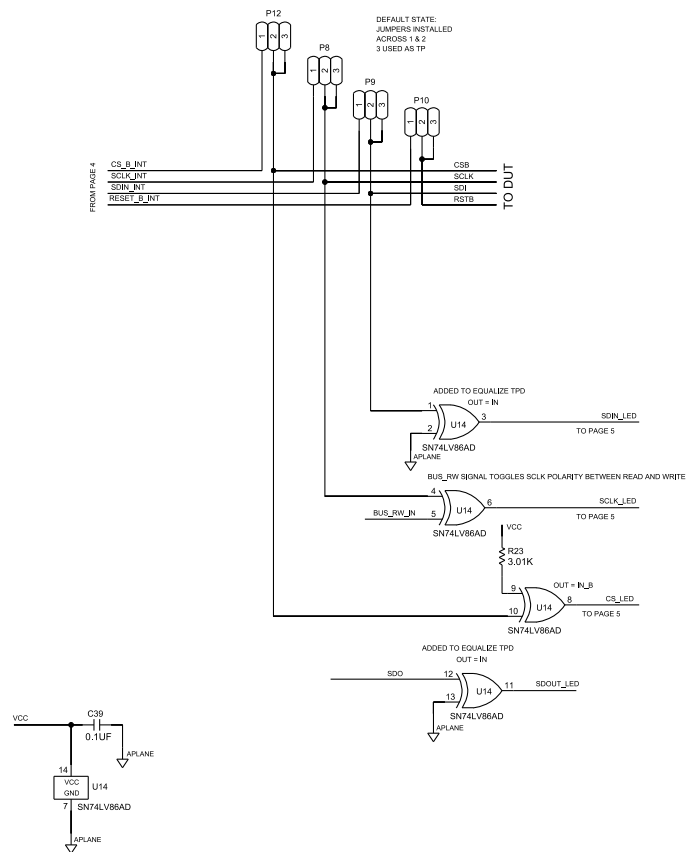 P12
1 2 3
DEFAULT STATE:
JUMPERS INSTALLED
ACROSS 1 & 2
3 USED AS TP
P8
1 2 3
P9
1 2 3
P10
1 2 3
FROM PAGE 4
CS_B_INT
SCLK_INT
SDIN_INT
RESET_B_INT
CSB
SCLK
SDI
RSTB
TO DUT
ADDED TO EQUALIZE TPD
OUT = IN
1
2
U14
3
SDIN_LED
TO PAGE 5
SN74LV86AD
APLANE
BUS_RW SIGNAL TOGGLES SCLK POLARITY BETWEEN READ AND WRITE
4
BUS_RW_IN
5
U14
6
SCLK_LED
TO PAGE 5
SN74LV86AD
VCC
R23
3.01K
OUT = IN_B
9
10
U14
8
CS_LED
TO PAGE 5
SN74LV86AD
ADDED TO EQUALIZE TPD
OUT = IN
SDO
12
13
U14
11
SDOUT_LED
SN74LV86AD
APLANE
VCC
C39
0.1UF
APLANE
14
VCC
GND
U14
7
SN74LV86AD
APLANE